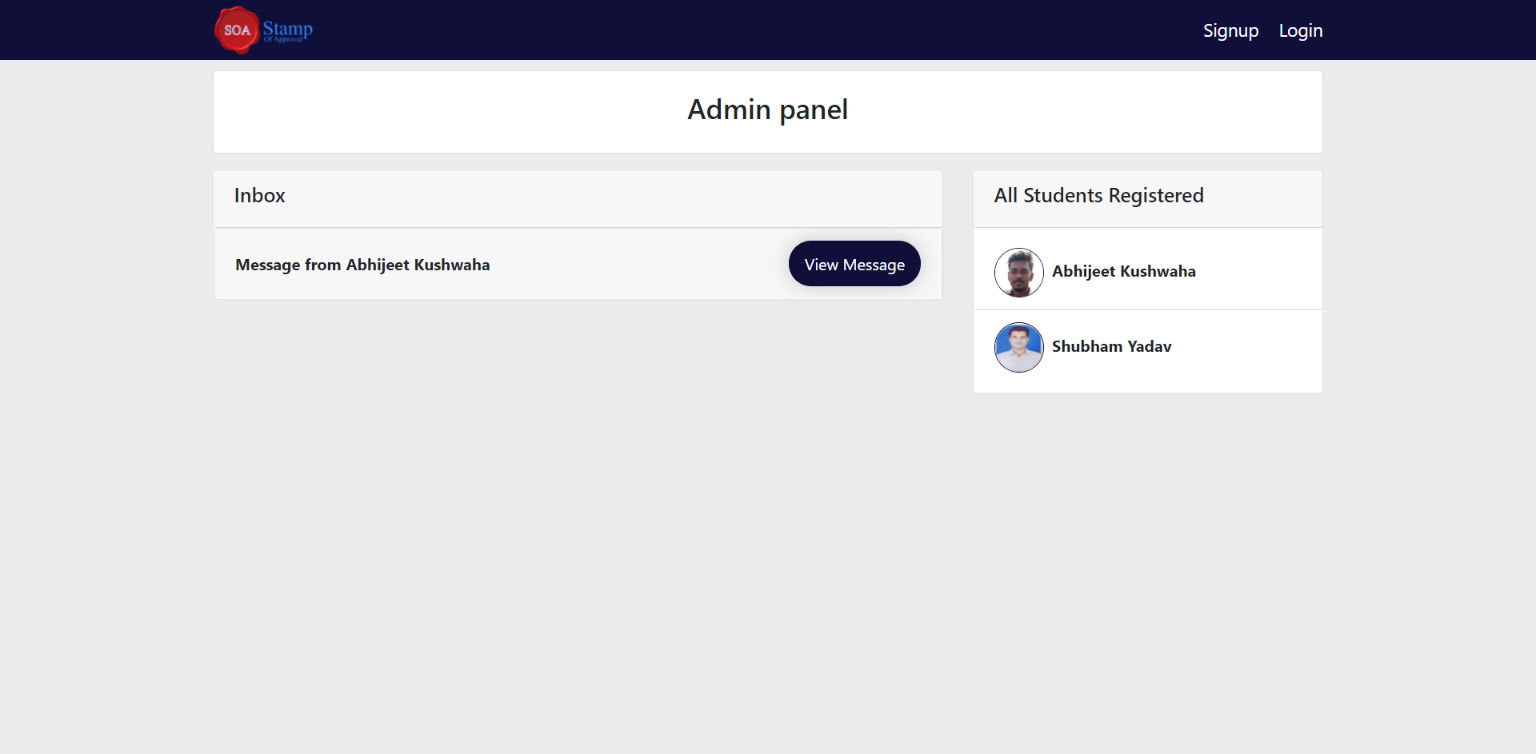 SOA Stamp
Of Approval
Signup Login
Admin panel
Inbox
Message from Abhijeet Kushwaha
View Message
All Students Registered
Abhijeet Kushwaha
Shubham Yadav